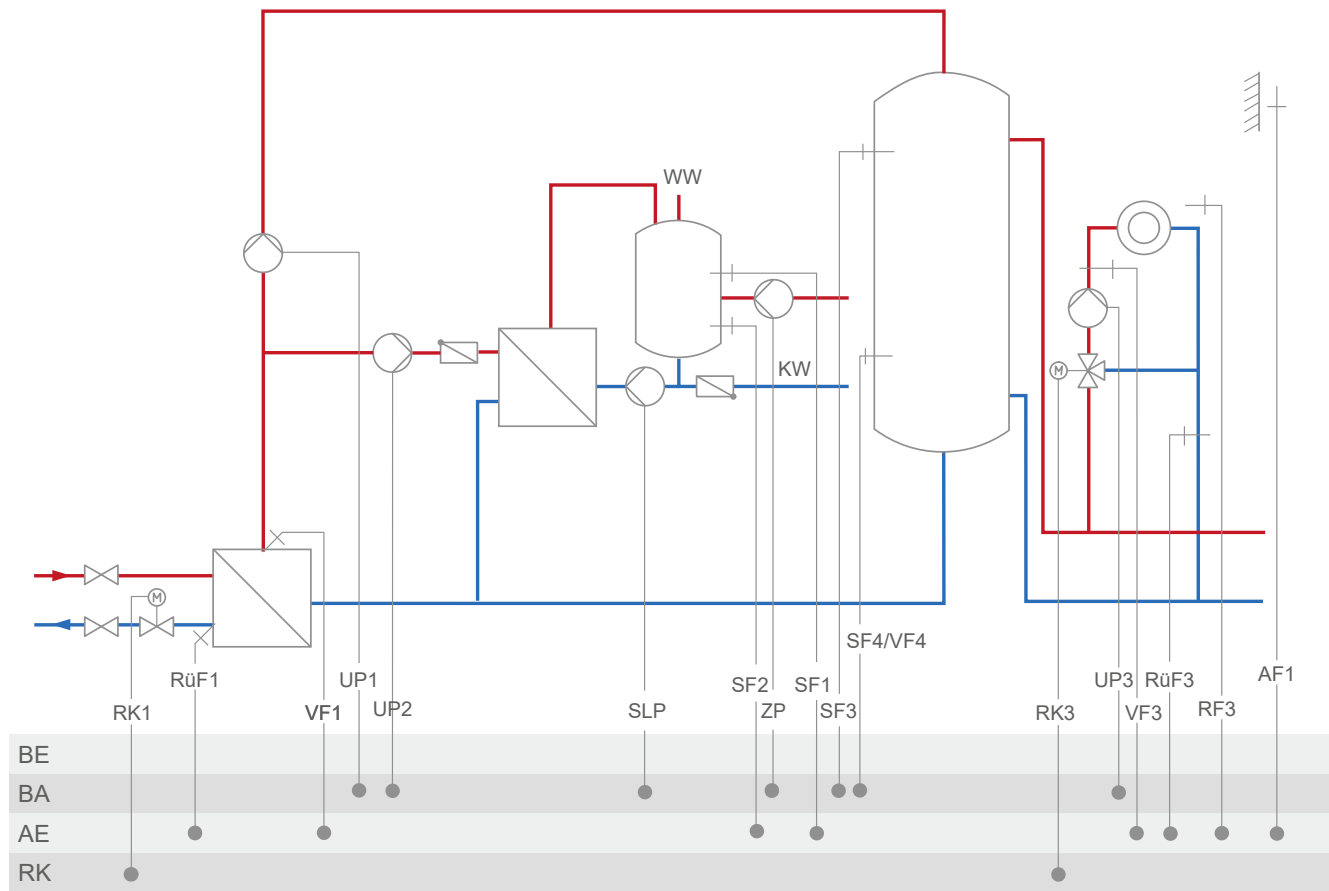 WW
KW
M
M
SF4/VF4
RüF1
UP1
SF2
SF1
UP3
RüF3
AF1
RK1
VF1
UP2
SLP
ZP
SF3
RK3
VF3
RF3
BE
BA
AE
RK